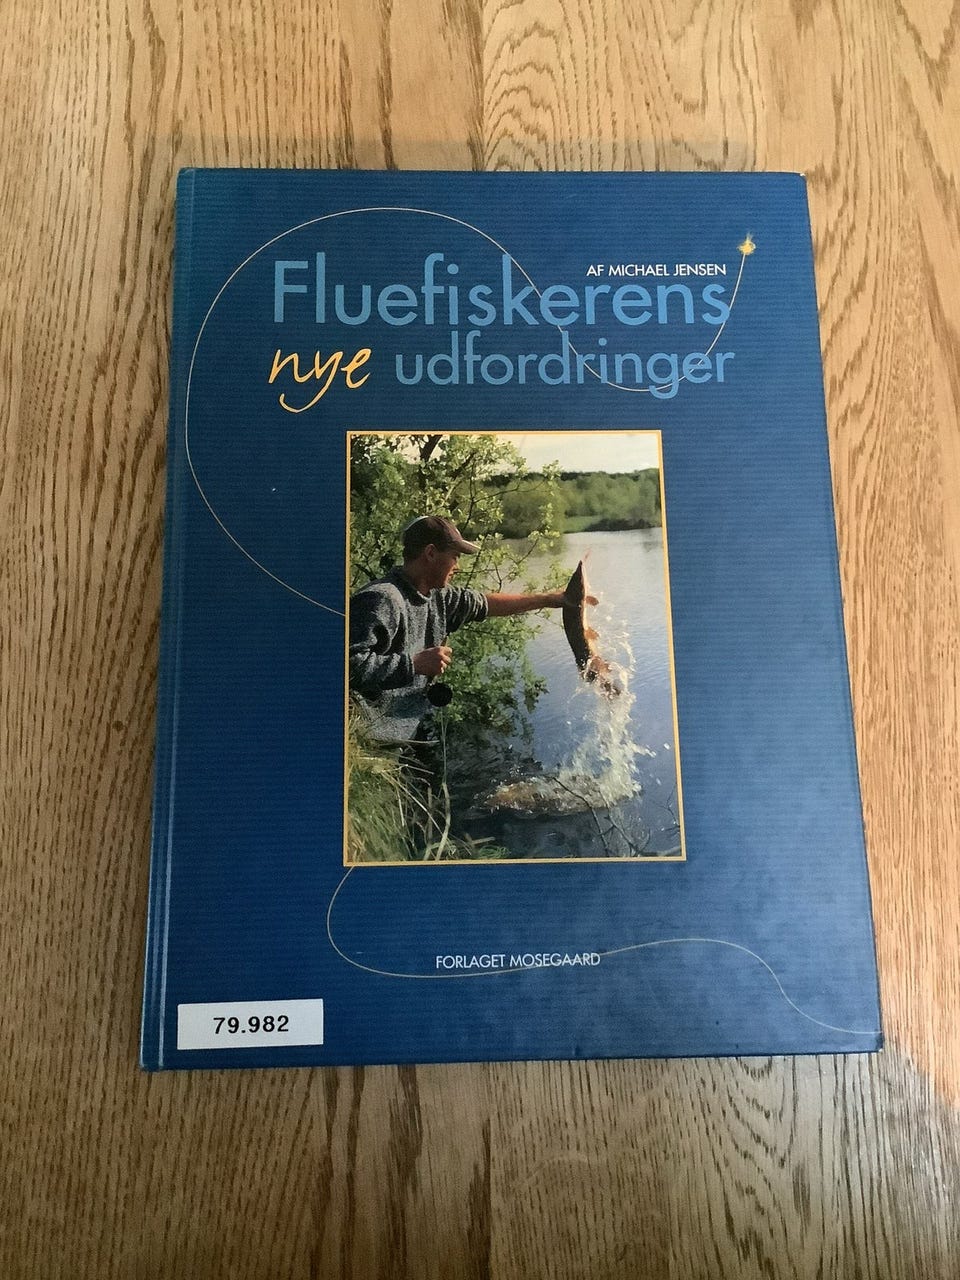 AF MICHAEL JENSEN
Fluefiskerens
nye udfordringer
FORLAGET MOSEGAARD
79.982